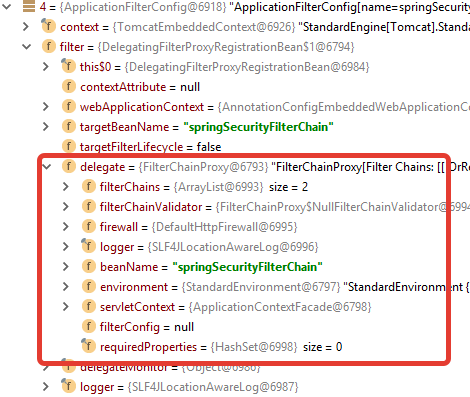 4 = {ApplicationFilterConfig@6918} "ApplicationFilterConfig[name=springSecurity
f context = {TomcatEmbeddedContext@6926} "StandardEngine[Tomcat].Standa
f filter = {DelegatingFilterProxyRegistrationBean$1@6794}
f this$0 = {DelegatingFilterProxyRegistrationBean@6984}
f contextAttribute = null
f webApplicationContext = {AnnotationConfigEmbeddedWebApplicationCo
f targetBeanName = "springSecurityFilterChain"
f targetFilterLifecycle = false
f delegate = {FilterChainProxy@6793} "FilterChainProxy[Filter Chains: [[ OrRe
f filterChains = {ArrayList@6993} size = 2
f filterChainValidator = {FilterChainProxy$NullFilterChainValidator@6994
f firewall = {DefaultHttpFirewall@6995}
f logger = {SLF4JLocationAwareLog@6996}
f beanName = "springSecurityFilterChain"
f environment = {StandardEnvironment@6797} "StandardEnvironment {
f servletContext = {ApplicationContextFacade@6798}
f filterConfig = null
f requiredProperties = {HashSet@6998} size = 0
f delegateMonitor = {Object@6986}
f logger = {SLF4JLocationAwareLog@6987}